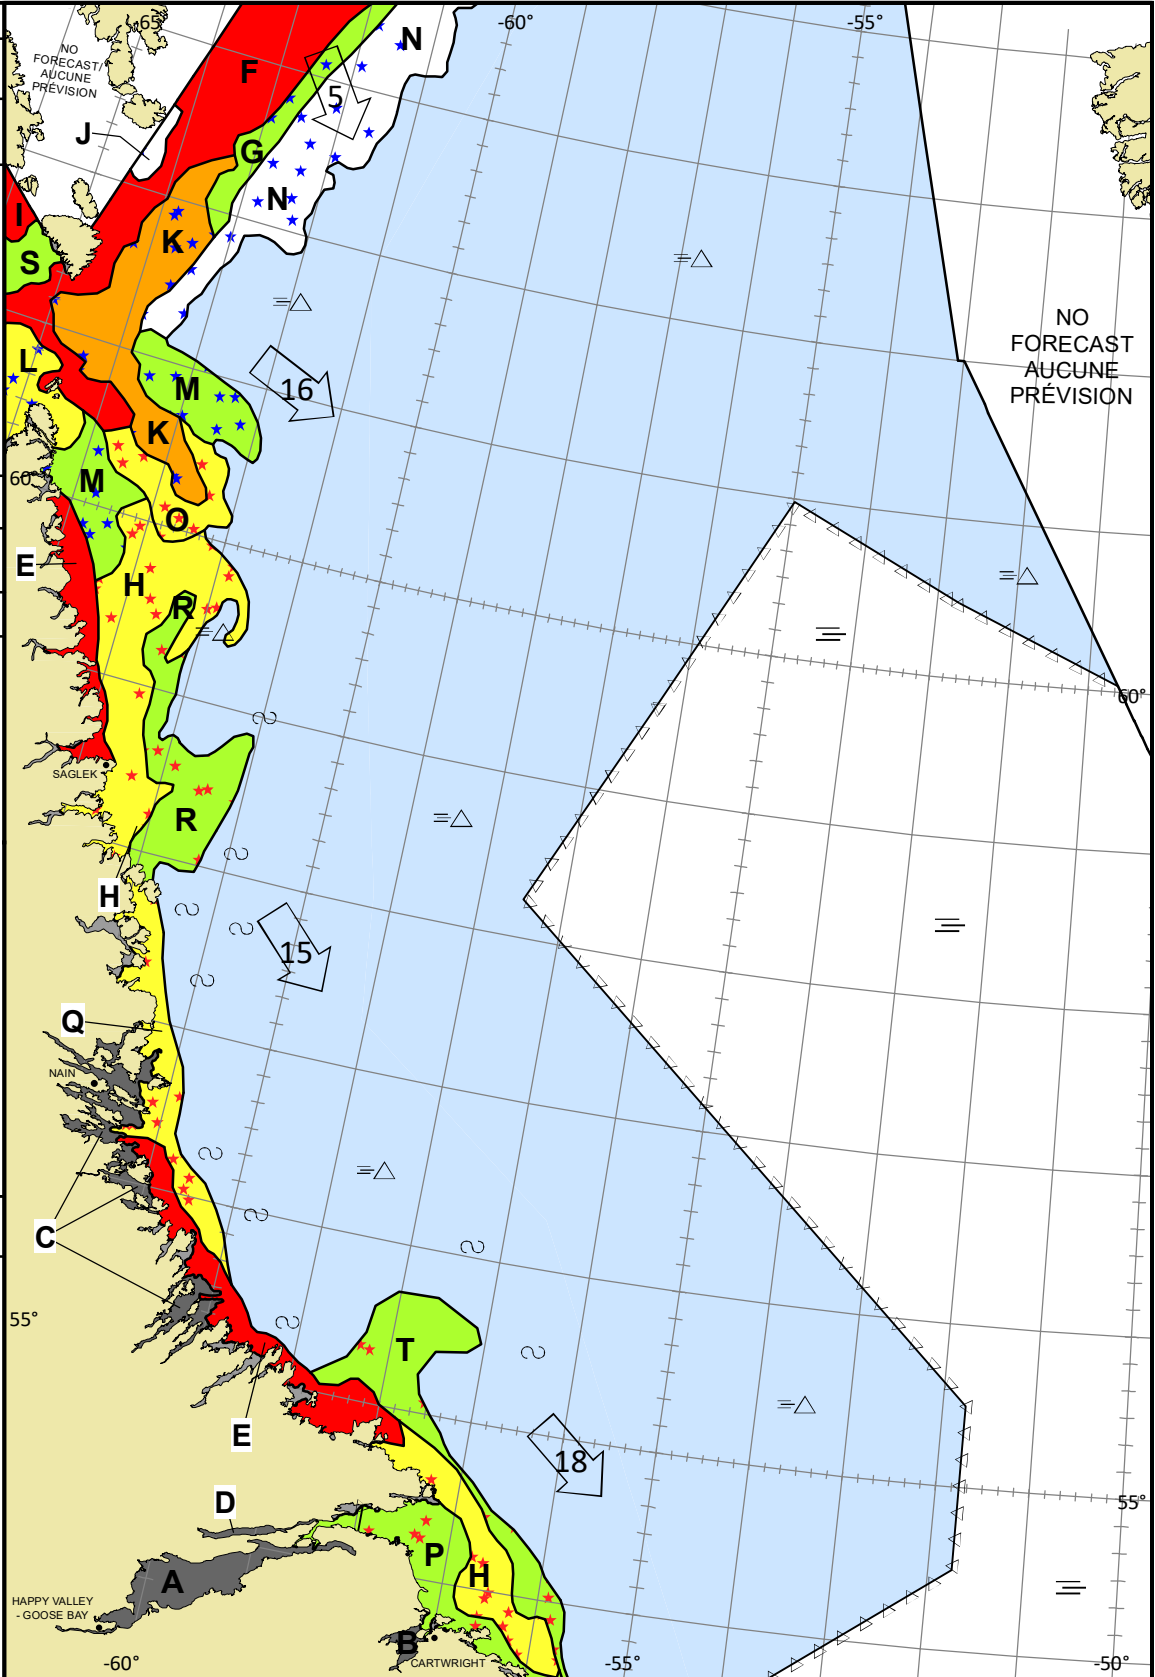 65°
-60°
-55°
N
NO
FORECAST/
AUCUNE
PRÉVISION
F
5
J
G
N
I
K
S
NO
FORECAST
AUCUNE
PRÉVISION
L
M
16
K
60°
M
O
E
H
R
60°
SAGLEK
R
H
15
Q
NAIN
C
55°
T
E
18
D
55°
P
A
H
HAPPY VALLEY
- GOOSE BAY
B
CARTWRIGHT
-60°
-55°
-50°